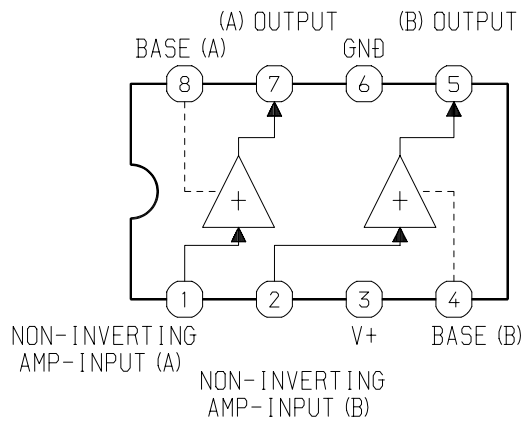 (A) OUTPUT (B) OUTPUT
BASE (A) GND
8 7 6 5
+ +
1 2 3 4
NON-INVERTING V+ BASE (B)
AMP-INPUT (A)
NON-INVERTING
AMP-INPUT (B)